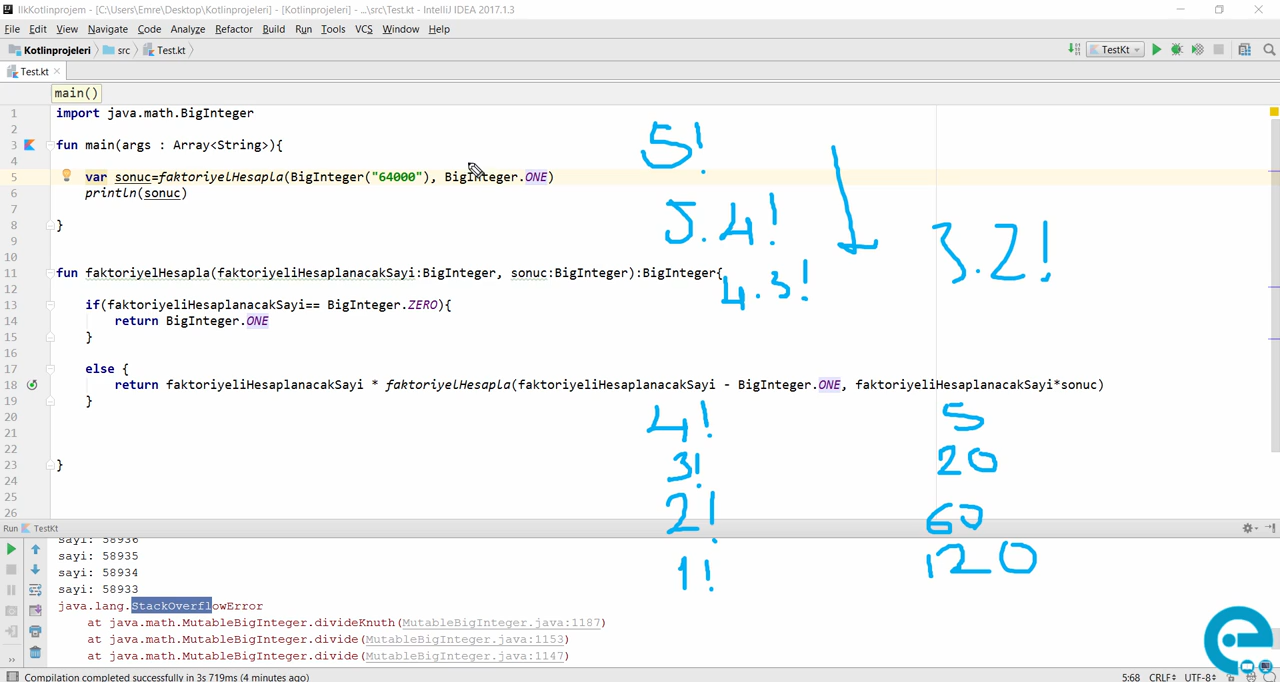 IlkKotlinprojem - [C:\Users\Emre\Desktop\Kotlinprojeleri] - [Kotlinprojeleri] - ...\src\Test.kt - IntelliJ IDEA 2017.1.3
File Edit View Navigate Code Analyze Refactor Build Run Tools VCS Window Help
Kotlinprojeleri src Test.kt TestKt
Test.kt
main()
1 import java.math.BigInteger
2
3 fun main(args : Array<String>){
4
5 var sonuc=faktoriyelHesapla(BigInteger("64000"), BigInteger.ONE)
6 println(sonuc)
7
8 }
9
10
11 fun faktoriyelHesapla(faktoriyeliHesaplanacakSayi:BigInteger, sonuc:BigInteger):BigInteger{
12
13 if(faktoriyeliHesaplanacakSayi== BigInteger.ZERO){
14 return BigInteger.ONE
15 }
16
17 else {
18 return faktoriyeliHesaplanacakSayi * faktoriyelHesapla(faktoriyeliHesaplanacakSayi - BigInteger.ONE, faktoriyeliHesaplanacakSayi*sonuc)
19 }
20
21
22
23 }
24
25
26
5!
5.4!
4.3!
3.2!
4! 5
3! 20
2! 60
1! 120
Run TestKt
sayi: 58936
sayi: 58935
sayi: 58934
sayi: 58933
java.lang.StackOverflowError
at java.math.MutableBigInteger.divideKnuth(MutableBigInteger.java:1187)
at java.math.MutableBigInteger.divide(MutableBigInteger.java:1153)
at java.math.MutableBigInteger.divide(MutableBigInteger.java:1147)
Compilation completed successfully in 3s 719ms (4 minutes ago) 5:68 CRLF UTF-8